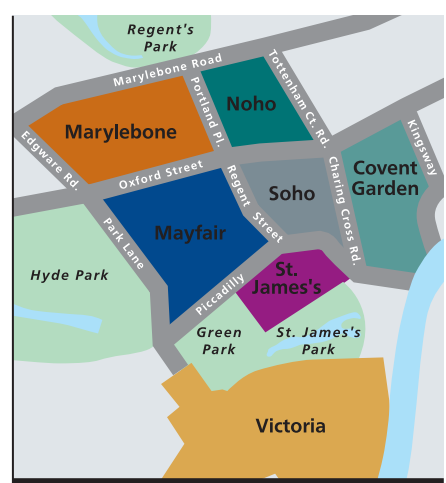 Regent's
Park
Marylebone Road
Tottenham Ct. Rd.
Portland Pl.
Noho
Marylebone
Kingsway
Edgware Rd.
Oxford Street
Regent Street
Soho
Charing Cross Rd.
Covent
Garden
Park Lane
Mayfair
Hyde Park
Piccadilly
St.
James's
Green
Park
St. James's
Park
Victoria